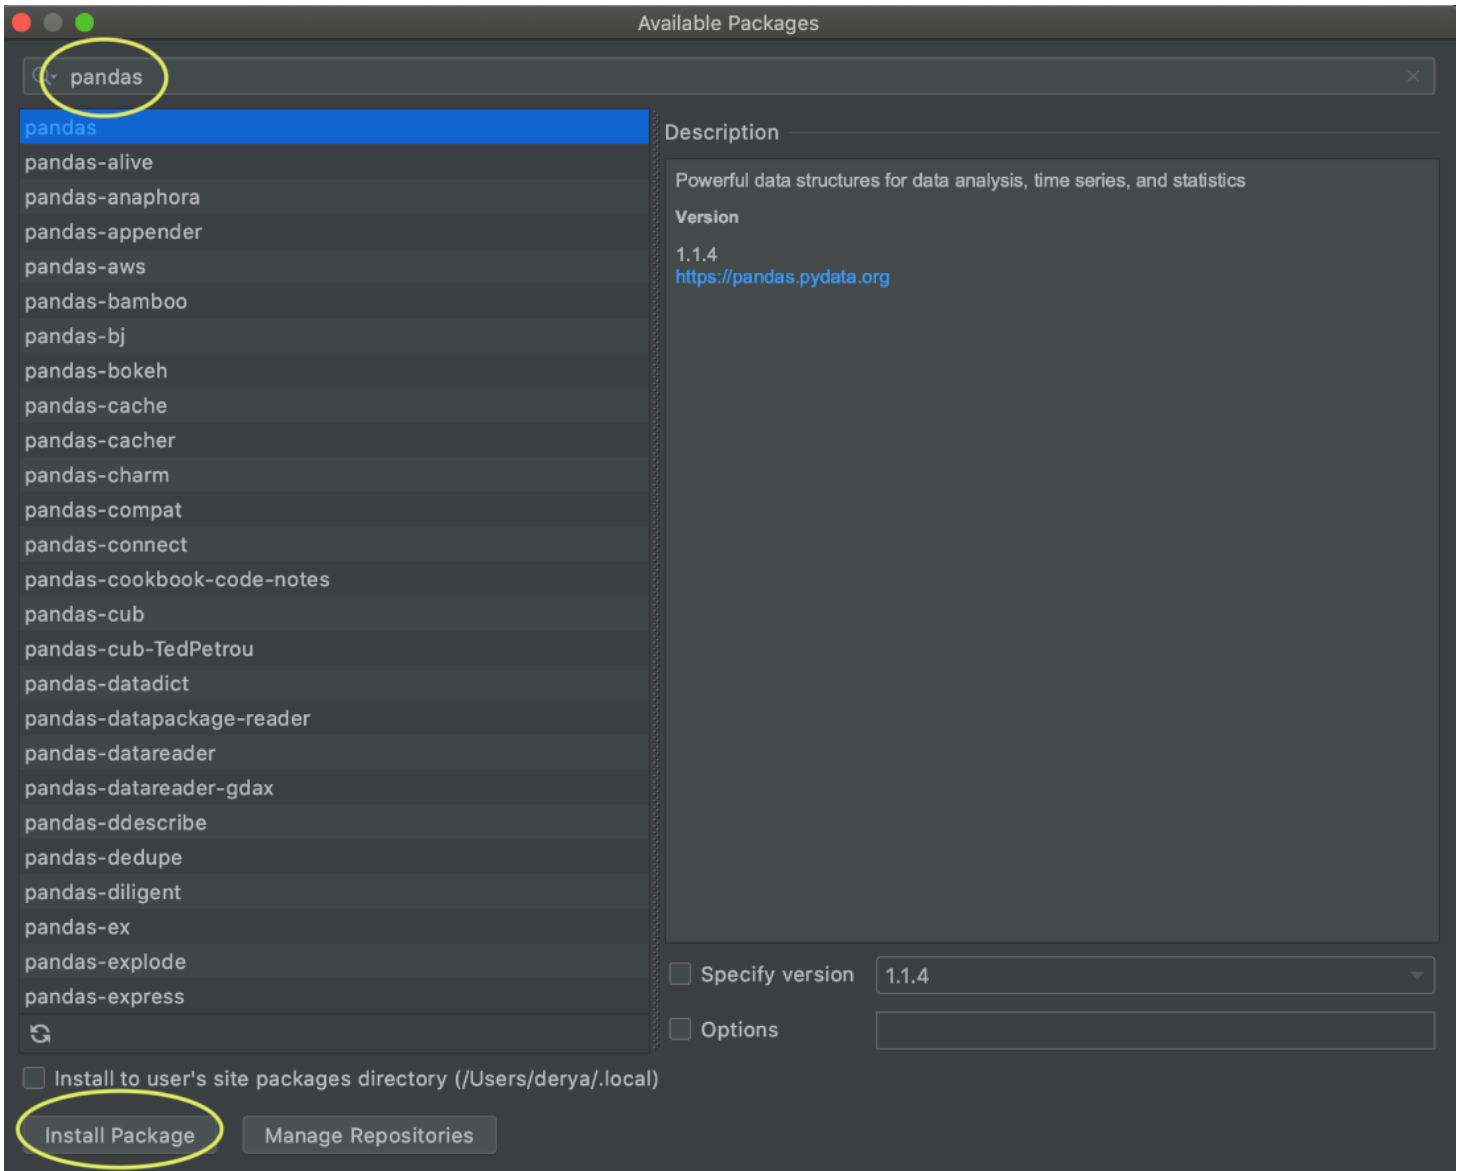 Available Packages
pandas
pandas
pandas-alive
pandas-anaphora
pandas-appender
pandas-aws
pandas-bamboo
pandas-bj
pandas-bokeh
pandas-cache
pandas-cacher
pandas-charm
pandas-compat
pandas-connect
pandas-cookbook-code-notes
pandas-cub
pandas-cub-TedPetrou
pandas-datadict
pandas-datapackage-reader
pandas-datareader
pandas-datareader-gdax
pandas-ddescribe
pandas-dedupe
pandas-diligent
pandas-ex
pandas-explode
pandas-express
Description
Powerful data structures for data analysis, time series, and statistics
Version
1.1.4
https://pandas.pydata.org
Specify version 1.1.4
Options
Install to user's site packages directory (/Users/derya/.local)
Install Package Manage Repositories